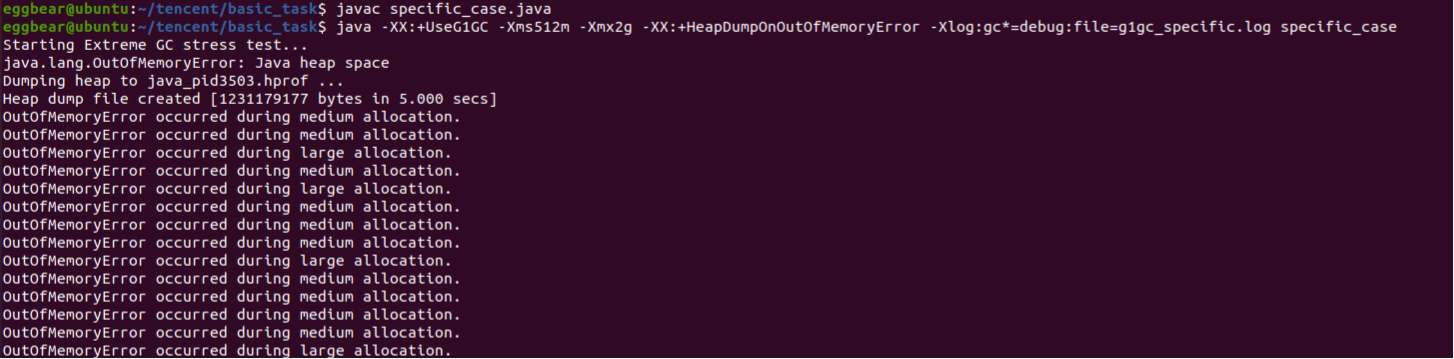 eggbear@ubuntu:~/tencent/basic_task$ javac specific_case.java
eggbear@ubuntu:~/tencent/basic_task$ java -XX:+UseG1GC -Xms512m -Xmx2g -XX:+HeapDumpOnOutOfMemoryError -Xlog:gc*=debug:file=g1gc_specific.log specific_case
Starting Extreme GC stress test...
java.lang.OutOfMemoryError: Java heap space
Dumping heap to java_pid3503.hprof ...
Heap dump file created [1231179177 bytes in 5.000 secs]
OutOfMemoryError occurred during medium allocation.
OutOfMemoryError occurred during medium allocation.
OutOfMemoryError occurred during large allocation.
OutOfMemoryError occurred during medium allocation.
OutOfMemoryError occurred during large allocation.
OutOfMemoryError occurred during medium allocation.
OutOfMemoryError occurred during medium allocation.
OutOfMemoryError occurred during medium allocation.
OutOfMemoryError occurred during large allocation.
OutOfMemoryError occurred during medium allocation.
OutOfMemoryError occurred during medium allocation.
OutOfMemoryError occurred during medium allocation.
OutOfMemoryError occurred during medium allocation.
OutOfMemoryError occurred during large allocation.